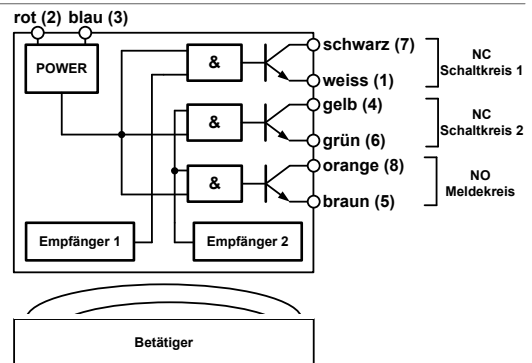 rot (2) blau (3)
POWER
&
schwarz (7)
weiss (1)
NC
Schaltkreis 1
&
gelb (4)
grün (6)
NC
Schaltkreis 2
&
orange (8)
braun (5)
NO
Meldekreis
Empfänger 1
Empfänger 2
Betätiger